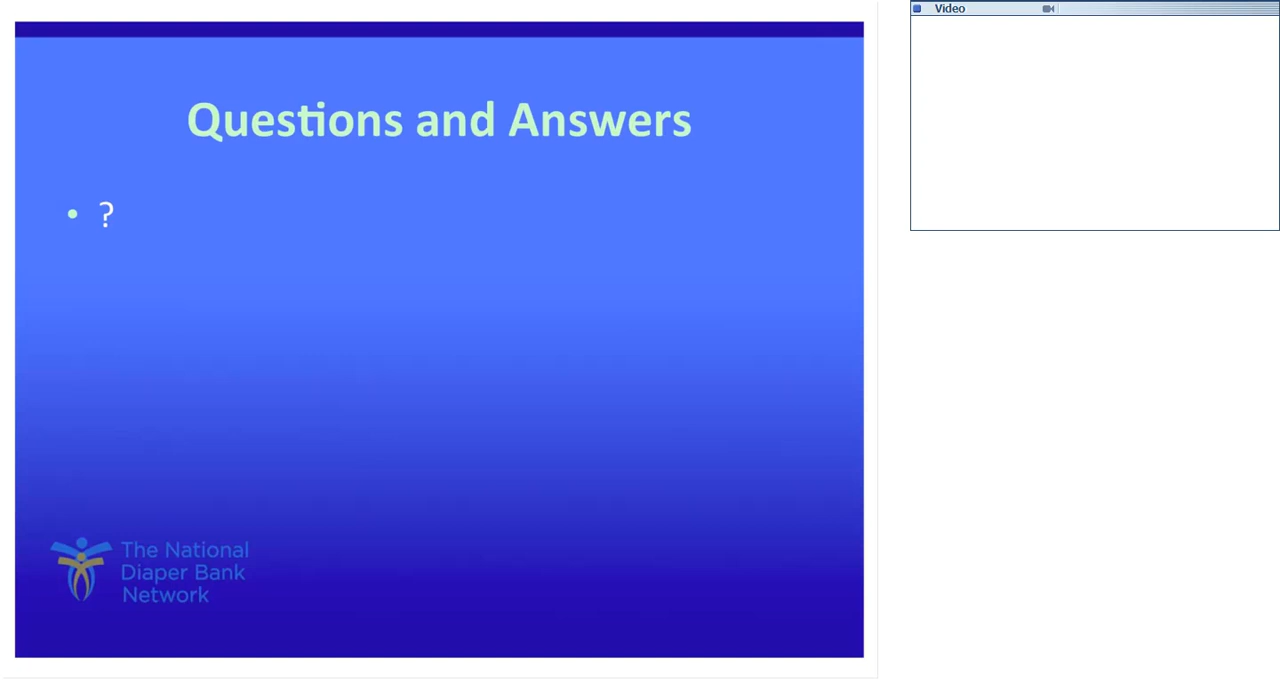 Questions and Answers
• ?
The National
Diaper Bank
Network
Video